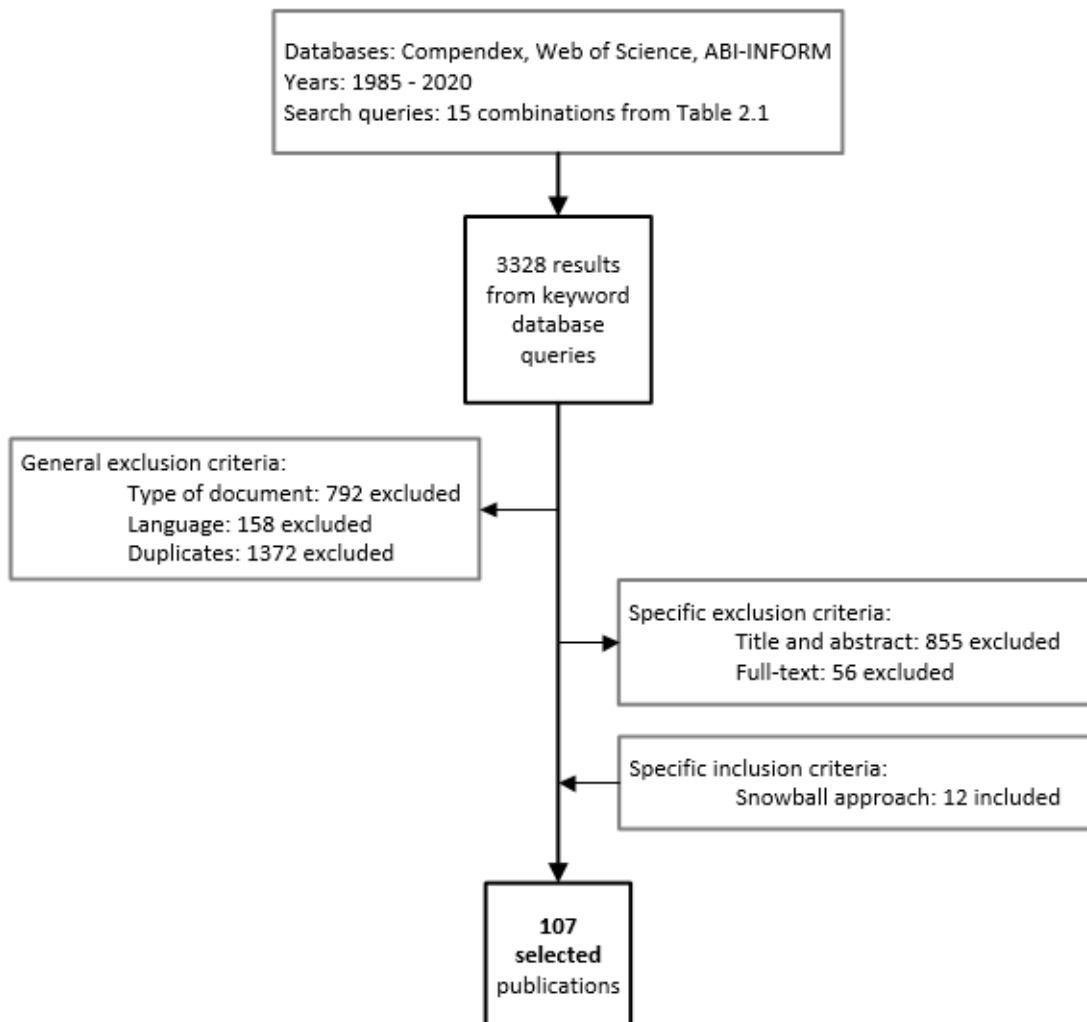 Databases: Compendex, Web of Science, ABI-INFORM
Years: 1985 - 2020
Search queries: 15 combinations from Table 2.1
3328 results
from keyword
database
queries
General exclusion criteria:
Type of document: 792 excluded
Language: 158 excluded
Duplicates: 1372 excluded
Specific exclusion criteria:
Title and abstract: 855 excluded
Full-text: 56 excluded
Specific inclusion criteria:
Snowball approach: 12 included
107
selected
publications